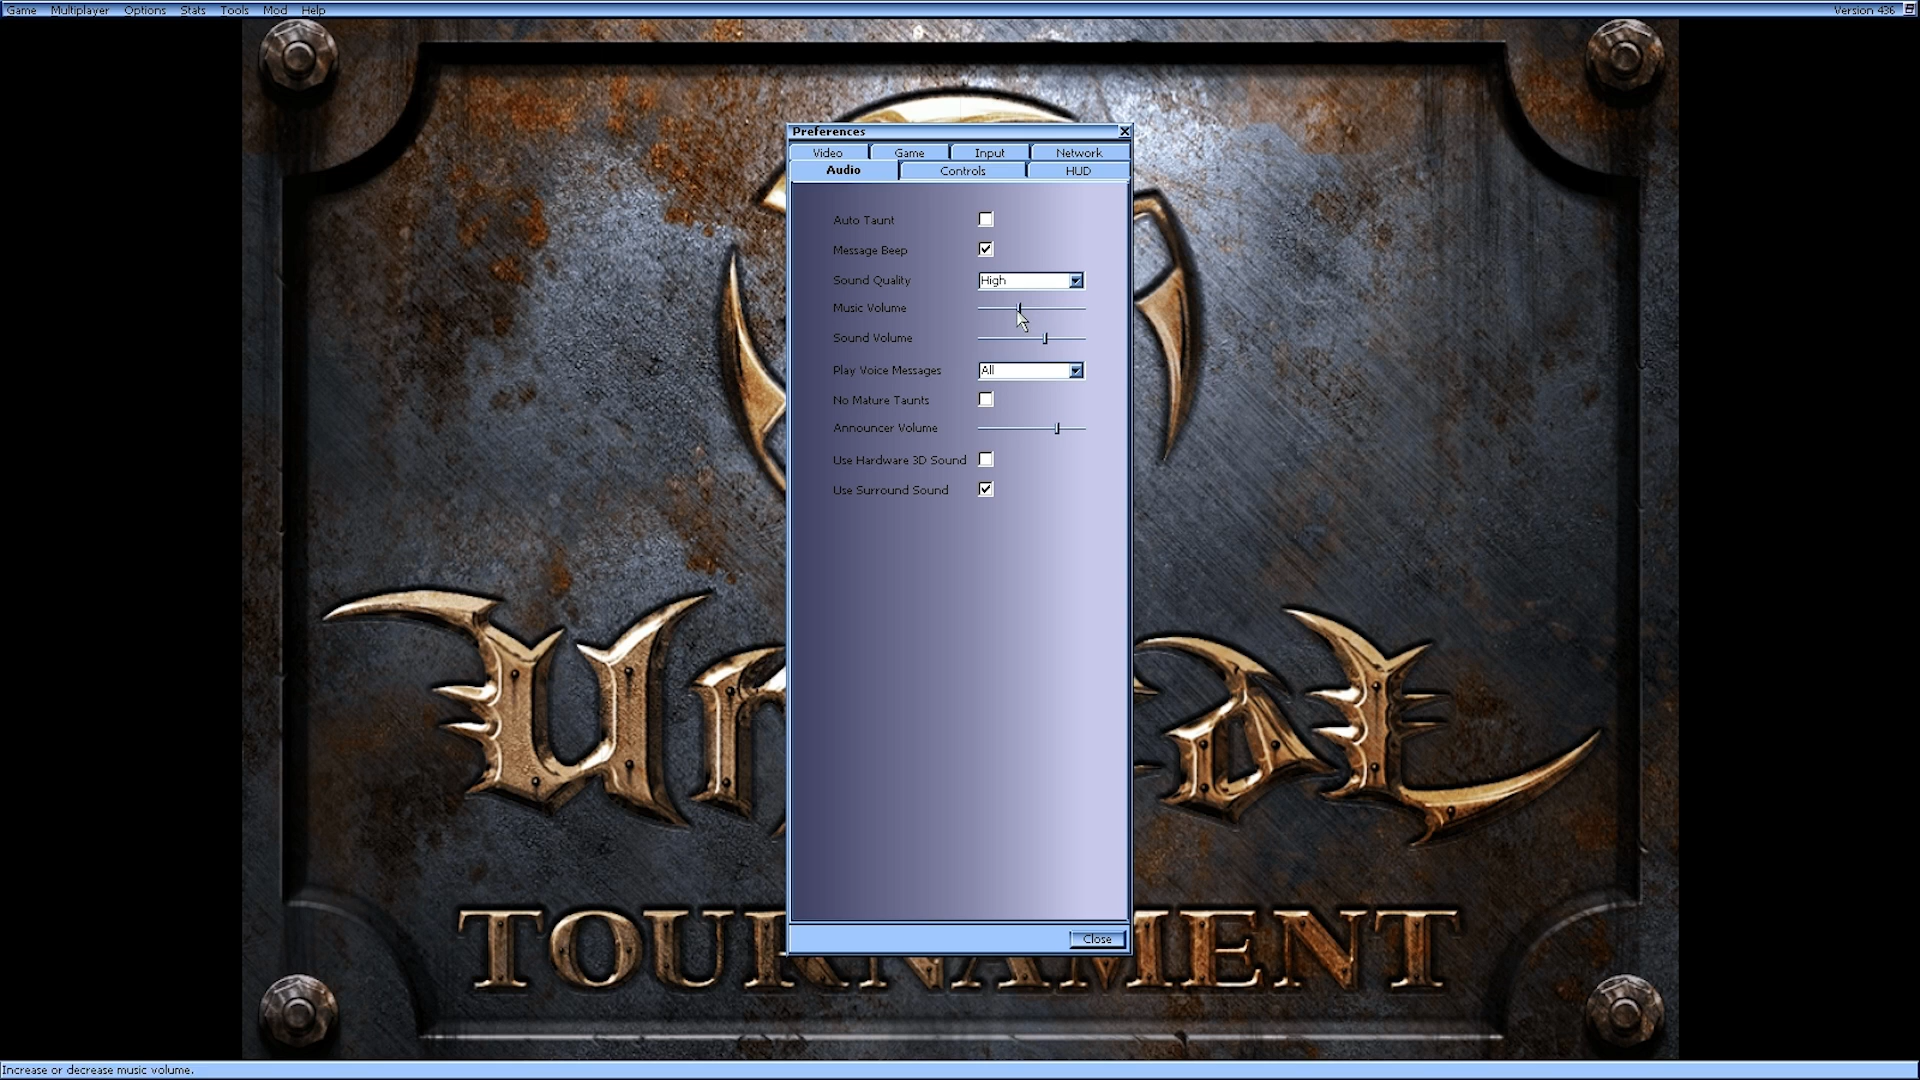 Game Multiplayer Options Stats Tools Mod Help Version 436
Preferences
Video Game Input Network
Audio Controls HUD
Auto Taunt
Message Beep
Sound Quality High
Music Volume
Sound Volume
Play Voice Messages All
No Mature Taunts
Announcer Volume
Use Hardware 3D Sound
Use Surround Sound
TOURNAMENT
Close
Increase or decrease music volume.